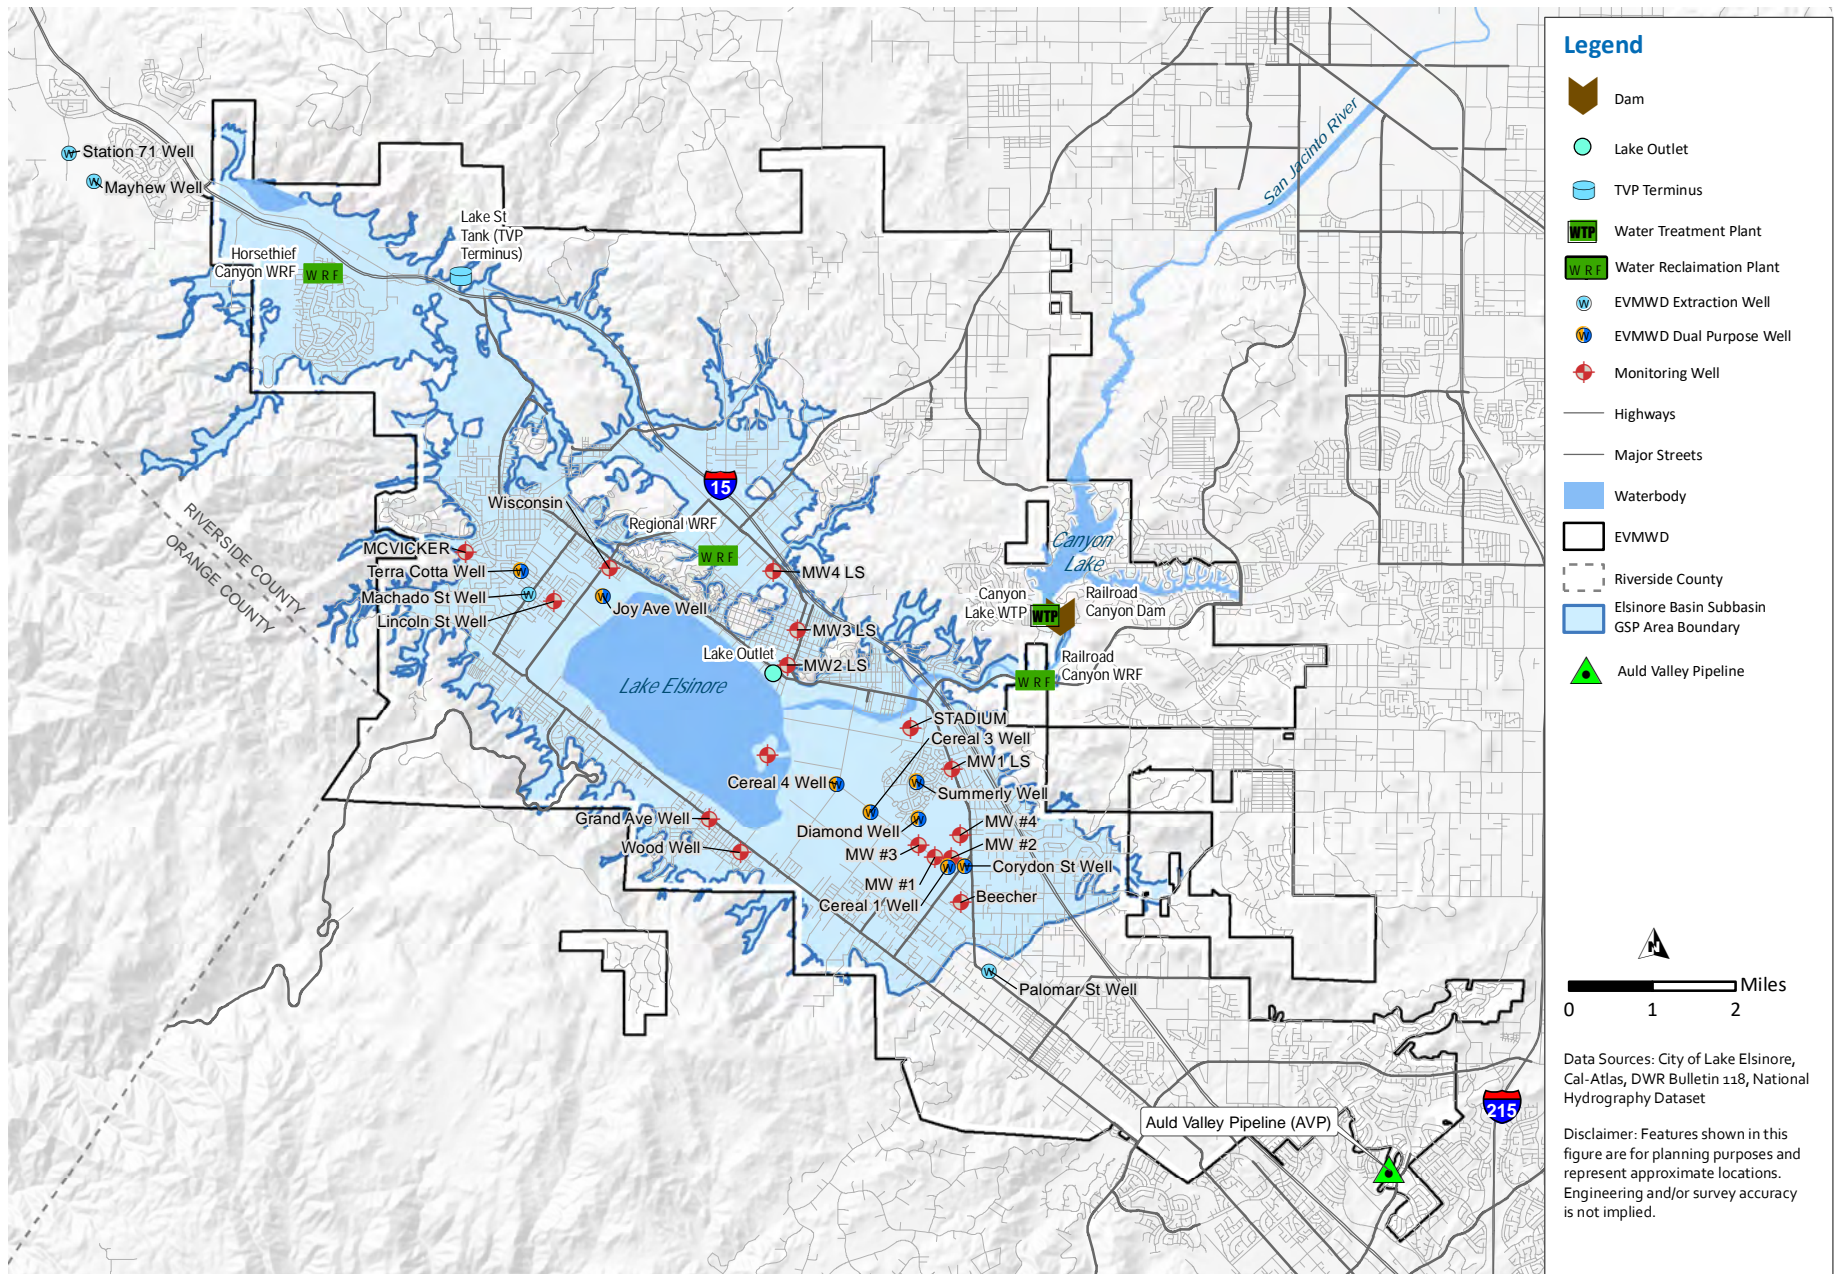 Station 71 Well
Mayhew Well
Horsethief
Canyon WRF
W R F
Lake St
Tank (TVP
Terminus)
San Jacinto River
15
Wisconsin
Regional WRF
W R F
RIVERSIDE COUNTY
ORANGE COUNTY
MCVICKER
Terra Cotta Well
W
Machado St Well
W
Lincoln St Well
W
Joy Ave Well
MW4 LS
MW3 LS
Lake Outlet
MW2 LS
Lake Elsinore
Canyon
Lake
Canyon
Lake WTP
WTP
Railroad
Canyon Dam
Railroad
Canyon WRF
W R F
STADIUM
Cereal 3 Well
MW1 LS
Cereal 4 Well
W
Summerly Well
W
Grand Ave Well
Diamond Well
W
MW #4
Wood Well
MW #3
MW #2
MW #1
Corydon St Well
Cereal 1 Well
Beecher
W
Palomar St Well
Auld Valley Pipeline (AVP)
215
Legend
Dam
Lake Outlet
TVP Terminus
WTP
Water Treatment Plant
W R F
Water Reclaimation Plant
W
EVMWD Extraction Well
W
EVMWD Dual Purpose Well
Monitoring Well
Highways
Major Streets
Waterbody
EVMWD
Riverside County
Elsinore Basin Subbasin
GSP Area Boundary
Auld Valley Pipeline
N
Miles
0 1 2
Data Sources: City of Lake Elsinore,
Cal-Atlas, DWR Bulletin 118, National
Hydrography Dataset
Disclaimer: Features shown in this
figure are for planning purposes and
represent approximate locations.
Engineering and/or survey accuracy
is not implied.